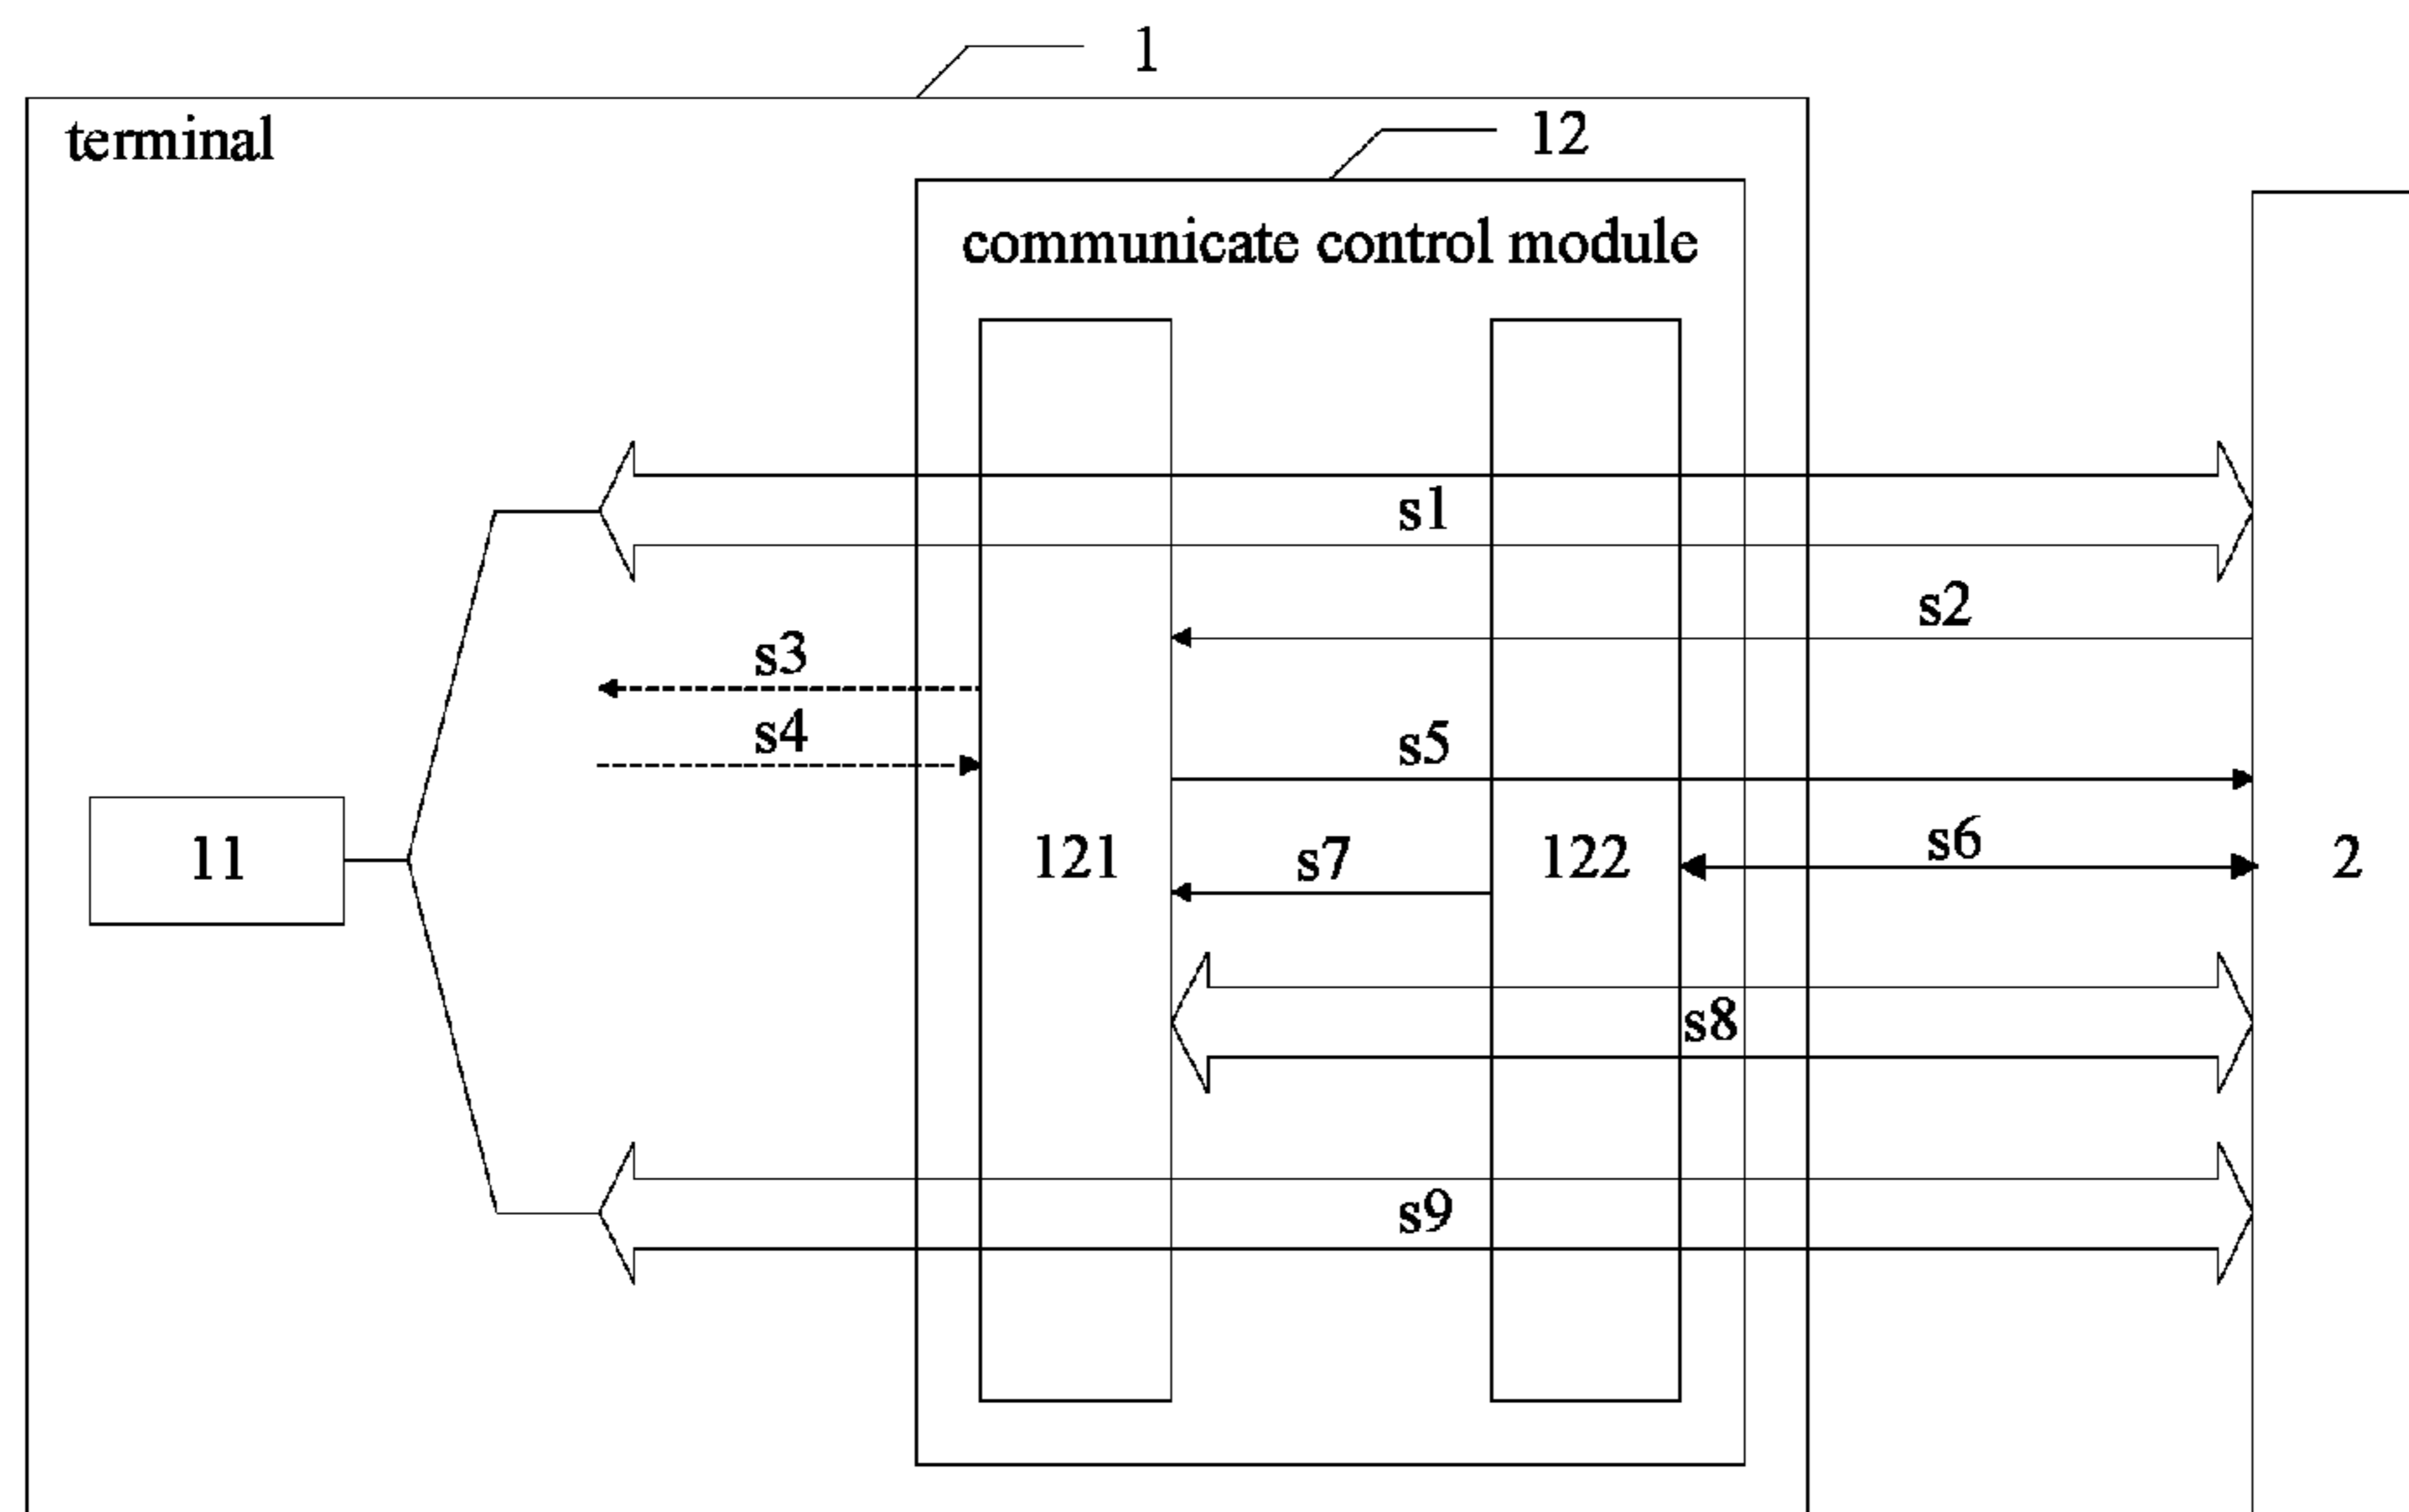 1
terminal
12
communicate control module
s1
s2
s3
s4
s5
11
121
s7
122
s6
2
s8
s9